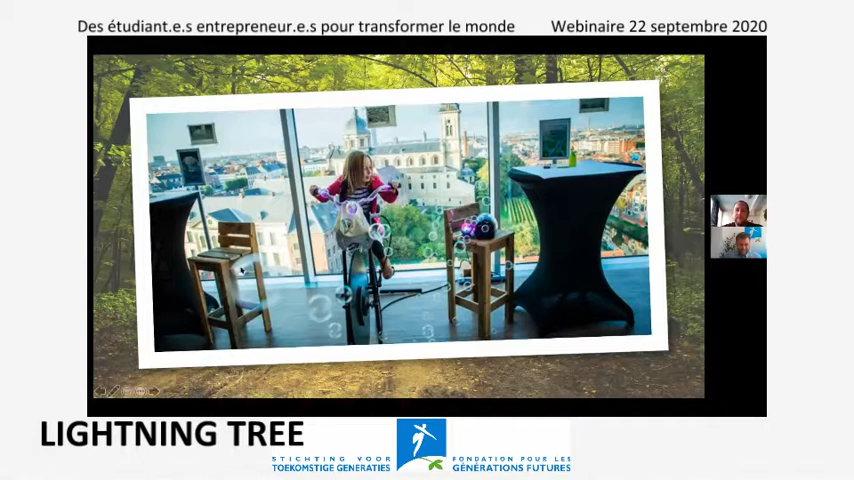 Des étudiant.e.s entrepreneur.e.s pour transformer le monde
Webinaire 22 septembre 2020
LIGHTNING TREE
STICHTING VOOR
TOEKOMSTIGE GENERATIES
FONDATION POUR LES
GÉNÉRATIONS FUTURES